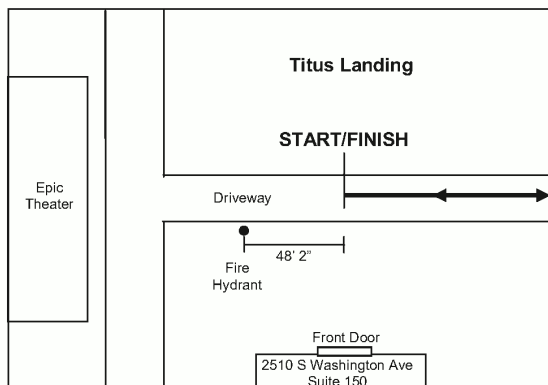 Titus Landing
START/FINISH
Epic
Theater
Driveway
48' 2"
Fire
Hydrant
Front Door
2510 S Washington Ave
Suite 150